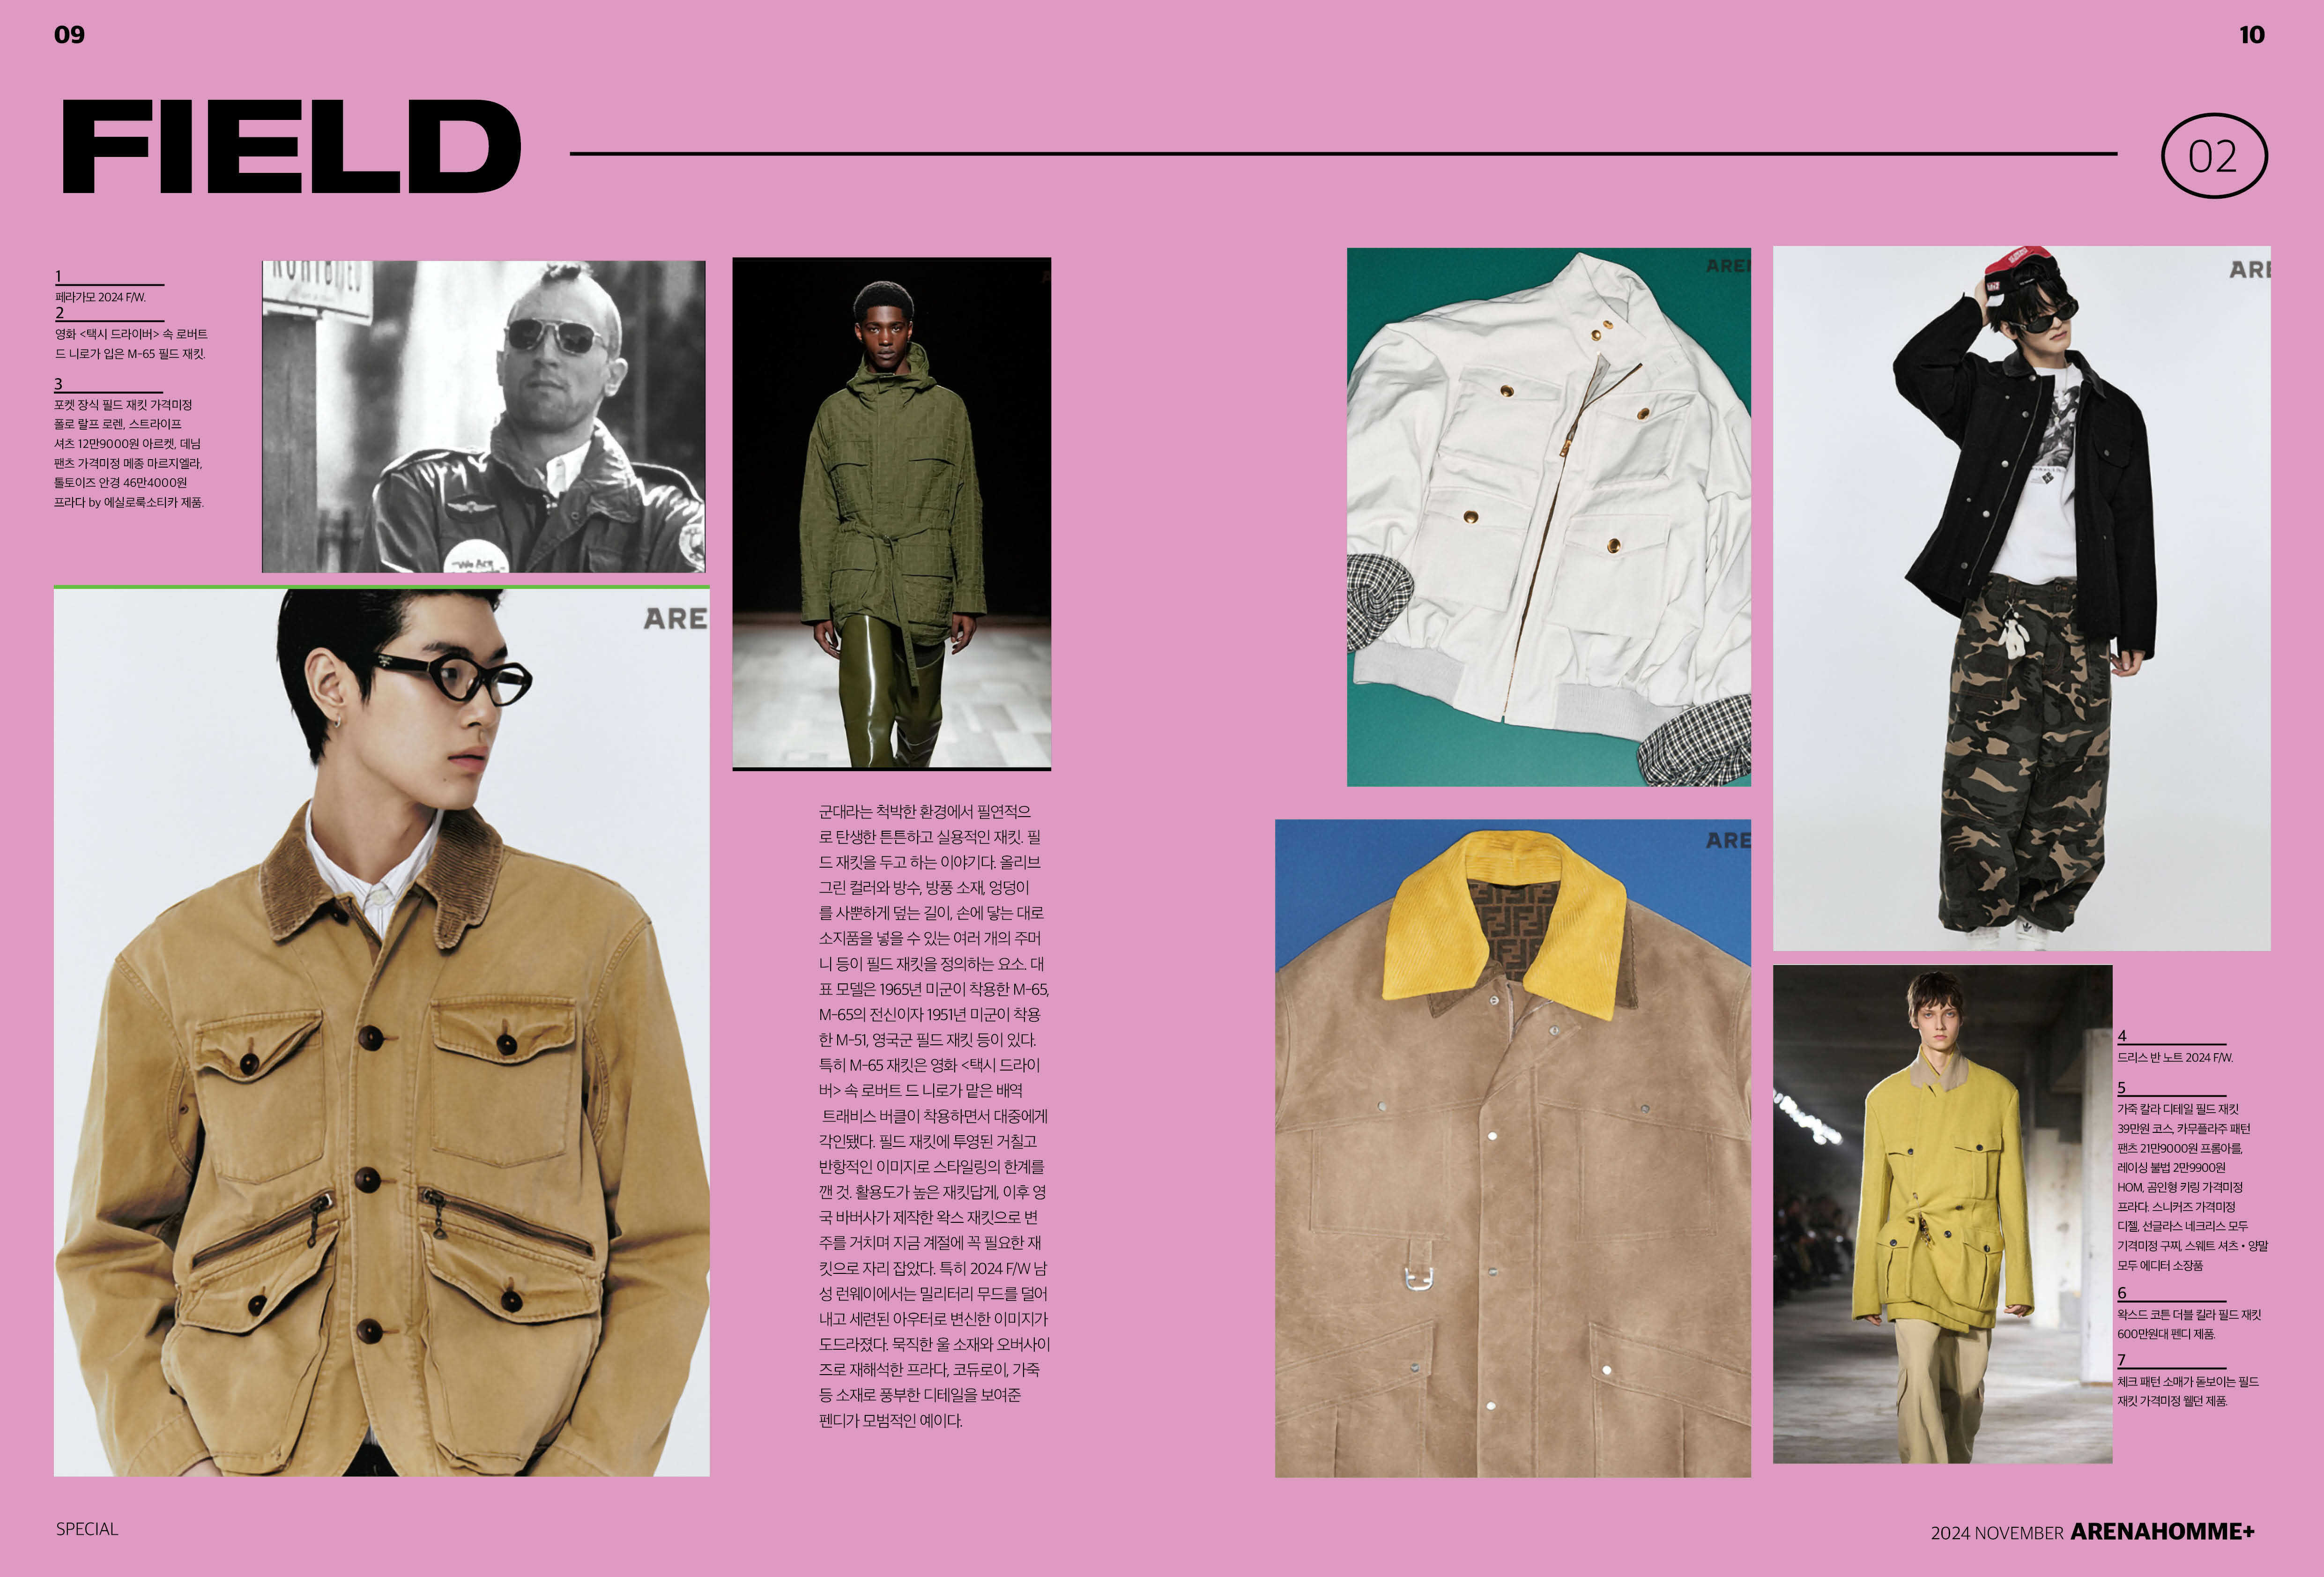 09
10
FIELD
02
1
페라가모 2024 F/W.
2
영화 <택시 드라이버> 속 로버트
드 니로가 입은 M-65 필드 재킷.
3
포켓 장식 필드 재킷 가격미정
폴로 랄프 로렌, 스트라이프
셔츠 12만9000원 아르켓, 데님
팬츠 가격미정 메종 마르지엘라,
톨토이즈 안경 46만4000원
프라다 by 에실로룩소티카 제품.
We Are
ARE
군대라는 척박한 환경에서 필연적으
로 탄생한 튼튼하고 실용적인 재킷. 필
드 재킷을 두고 하는 이야기다. 올리브
그린 컬러와 방수, 방풍 소재, 엉덩이
를 사뿐하게 덮는 길이, 손에 닿는 대로
소지품을 넣을 수 있는 여러 개의 주머
니 등이 필드 재킷을 정의하는 요소. 대
표 모델은 1965년 미군이 착용한 M-65,
M-65의 전신이자 1951년 미군이 착용
한 M-51, 영국군 필드 재킷 등이 있다.
특히 M-65 재킷은 영화 <택시 드라이
버> 속 로버트 드 니로가 맡은 배역
트래비스 버클이 착용하면서 대중에게
각인됐다. 필드 재킷에 투영된 거칠고
반항적인 이미지로 스타일링의 한계를
깬 것. 활용도가 높은 재킷답게, 이후 영
국 바버사가 제작한 왁스 재킷으로 변
주를 거치며 지금 계절에 꼭 필요한 재
킷으로 자리 잡았다. 특히 2024 F/W 남
성 런웨이에서는 밀리터리 무드를 덜어
내고 세련된 아우터로 변신한 이미지가
도드라졌다. 묵직한 울 소재와 오버사이
즈로 재해석한 프라다, 코듀로이, 가죽
등 소재로 풍부한 디테일을 보여준
펜디가 모범적인 예이다.
AREI
ARE
ARE
4
드리스 반 노트 2024 F/W.
5
가죽 칼라 디테일 필드 재킷
39만원 코스, 카무플라주 패턴
팬츠 21만9000원 프롬아를,
레이싱 볼법 2만9900원
HOM, 곰인형 키링 가격미정
프라다. 스니커즈 가격미정
디젤, 선글라스 네크리스 모두
기격미정 구찌, 스웨트 셔츠 • 양말
모두 에디터 소장품
6
왁스드 코튼 더블 킬라 필드 재킷
600만원대 펜디 제품.
7
체크 패턴 소매가 돋보이는 필드
재킷 가격미정 웰던 제품.
SPECIAL
2024 NOVEMBER ARENAHOMME+